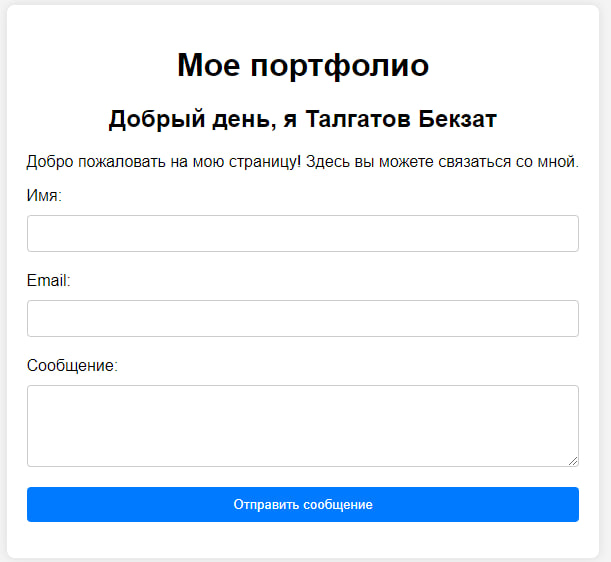 Мое портфолио
Добрый день, я Талгатов Бекзат
Добро пожаловать на мою страницу! Здесь вы можете связаться со мной.
Имя:
Email:
Сообщение:
Отправить сообщение